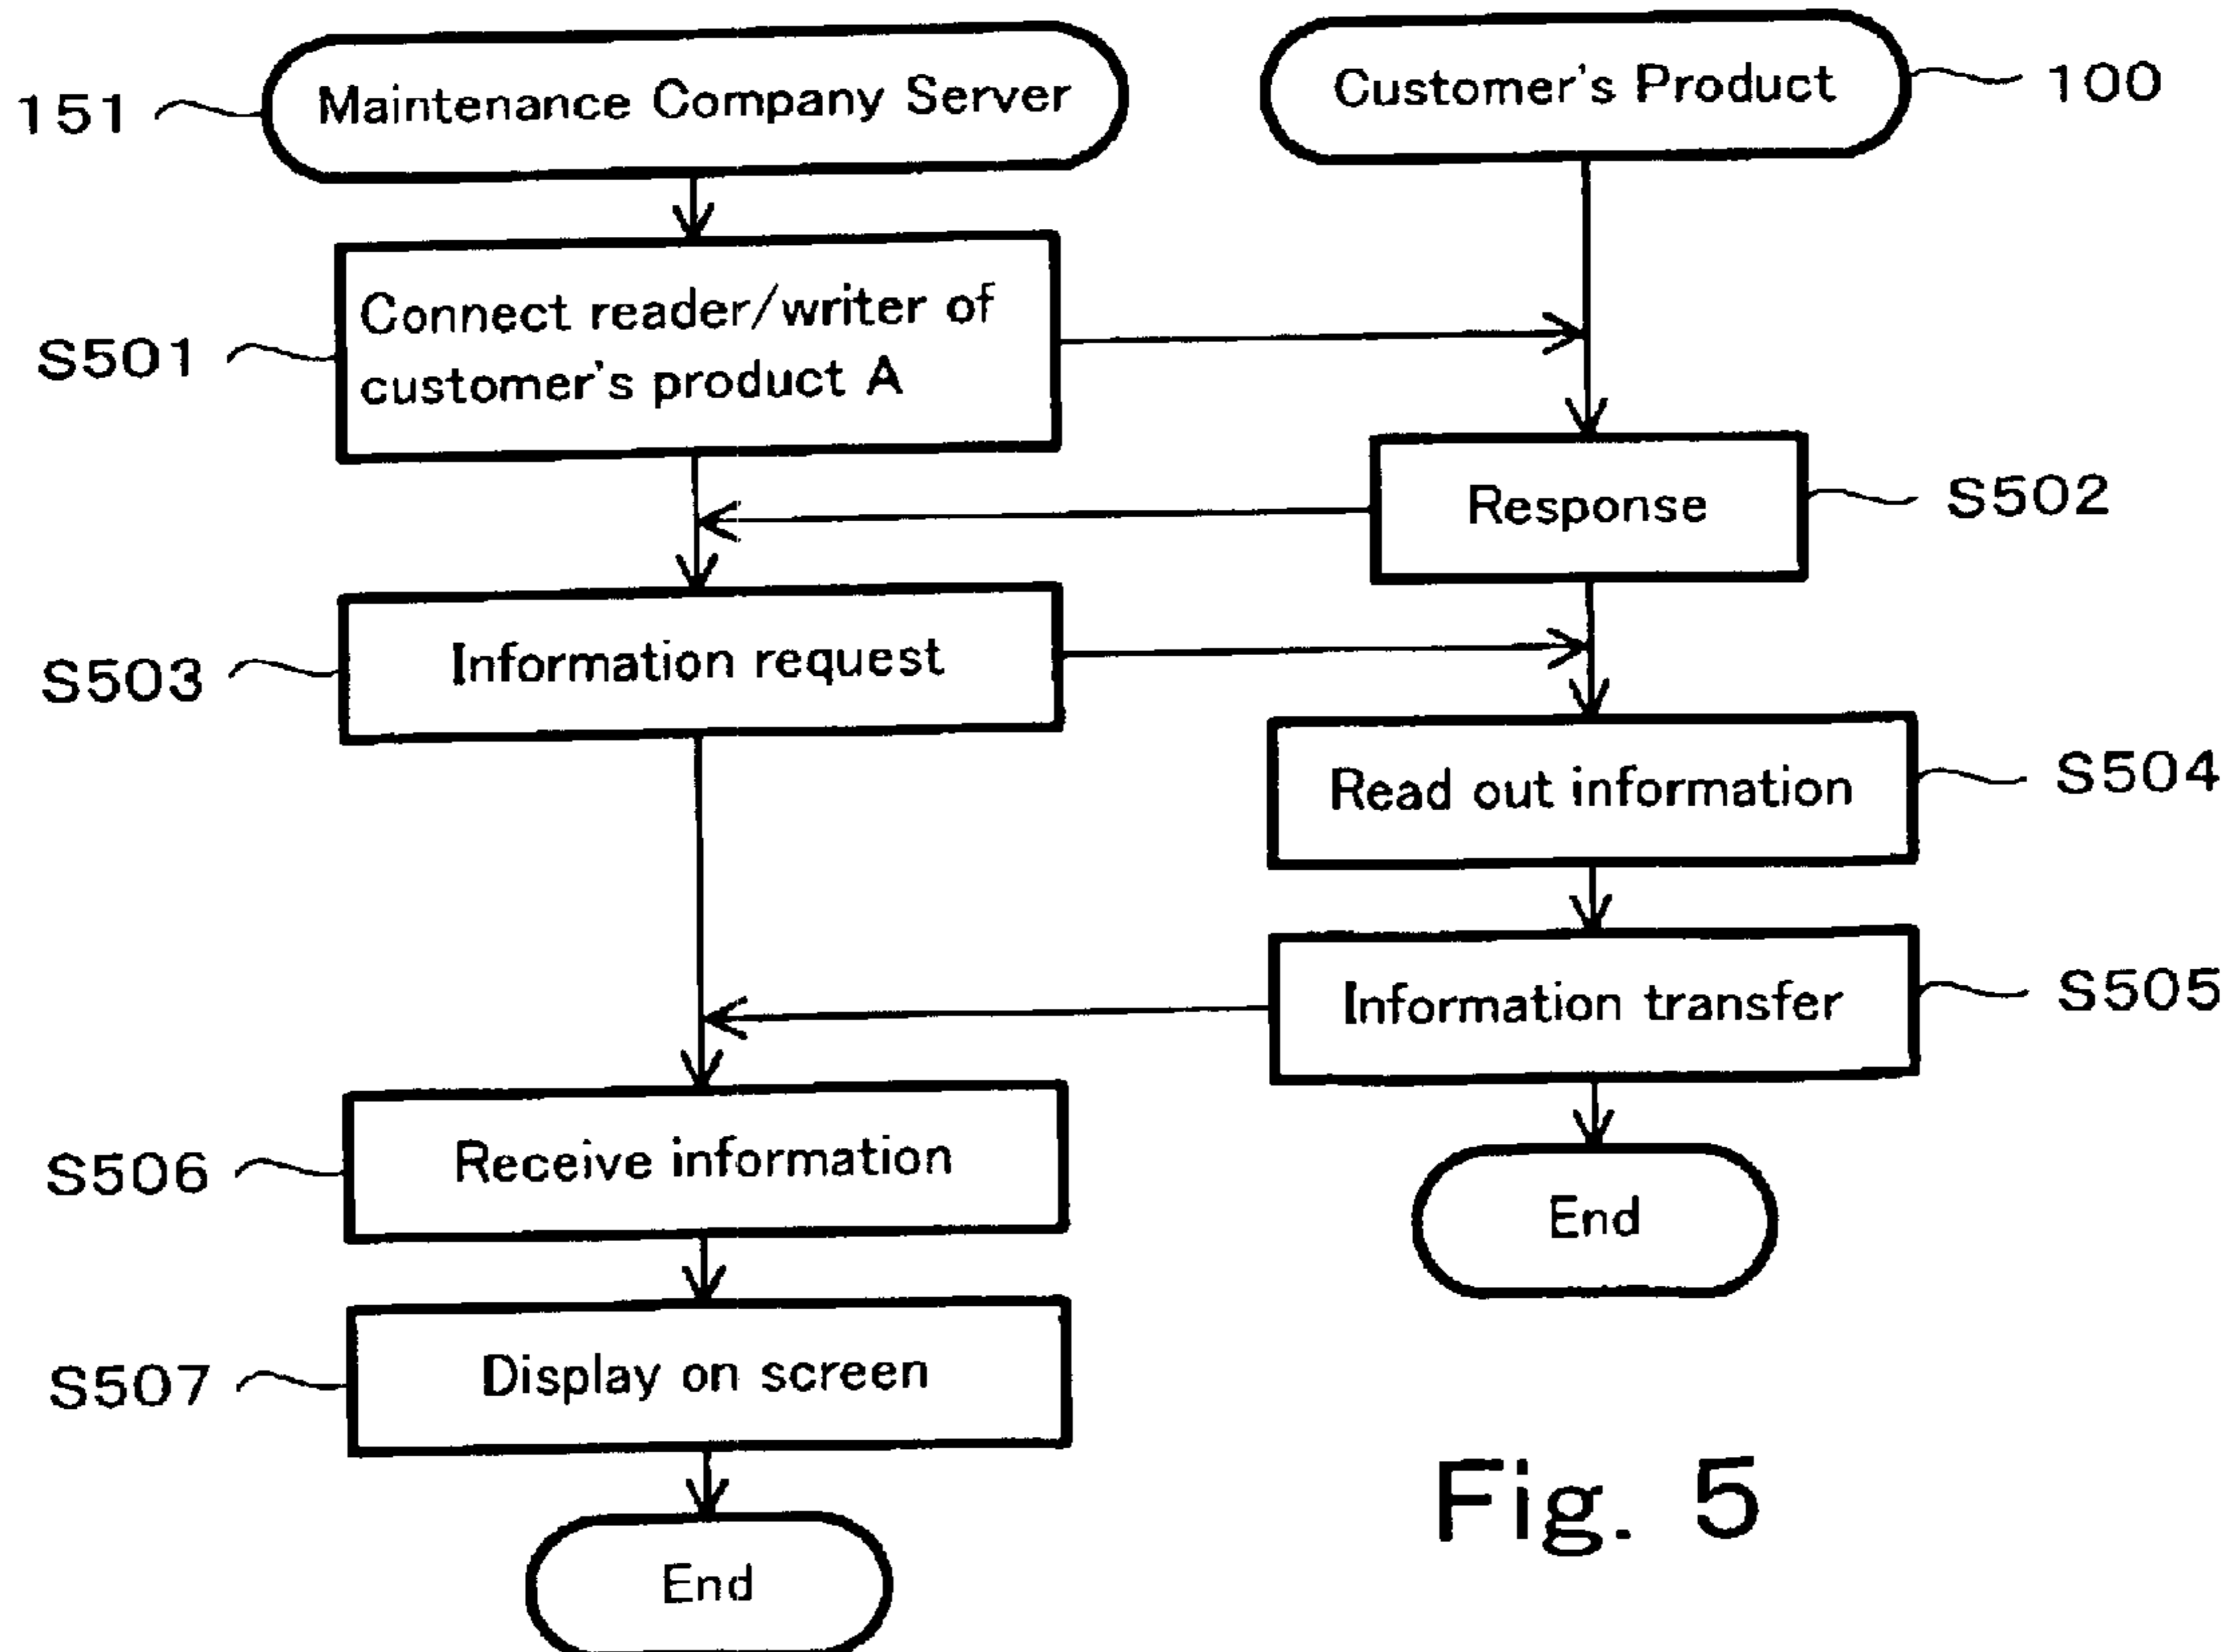 151
Maintenance Company Server
Customer's Product
100
S501
Connect reader/writer of
customer's product A
Response
S502
S503
Information request
Read out information
S504
Information transfer
S505
S506
Receive information
End
S507
Display on screen
End
Fig. 5